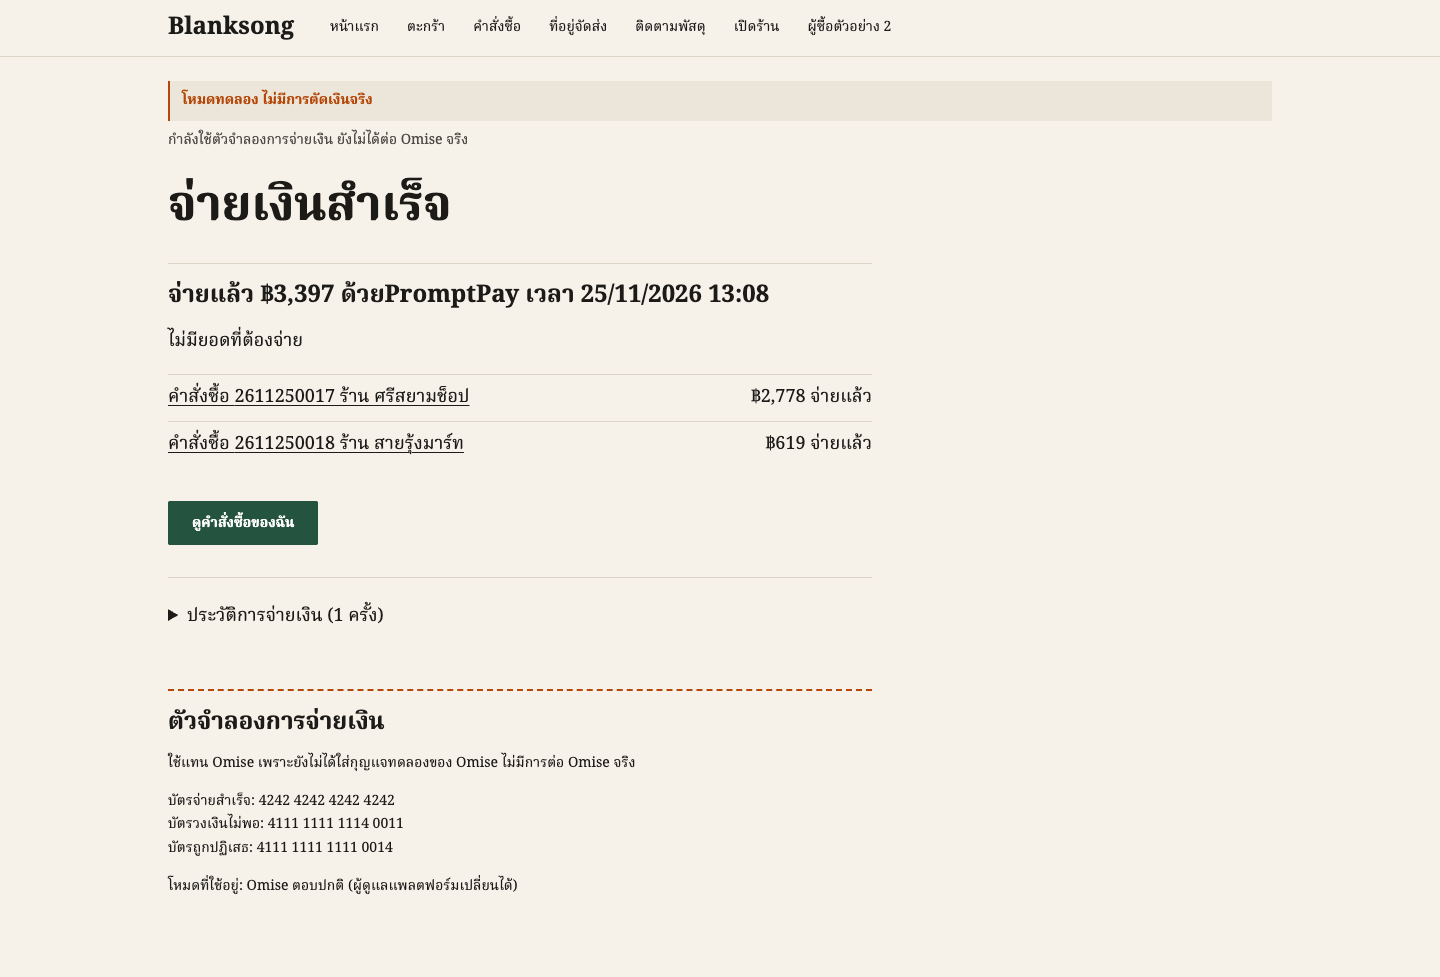 Blanksong
หน้าแรก
ตะกร้า
คำสั่งซื้อ
ที่อยู่จัดส่ง
ติดตามพัสดุ
เปิดร้าน
ผู้ซื้อตัวอย่าง 2
โหมดทดลอง ไม่มีการตัดเงินจริง
กำลังใช้ตัวจำลองการจ่ายเงิน ยังไม่ได้ต่อ Omise จริง
จ่ายเงินสำเร็จ
จ่ายแล้ว ฿3,397 ด้วยPromptPay เวลา 25/11/2026 13:08
ไม่มียอดที่ต้องจ่าย
คำสั่งซื้อ 2611250017 ร้าน ศรีสยามช็อป ฿2,778 จ่ายแล้ว
คำสั่งซื้อ 2611250018 ร้าน สายรุ้งมาร์ท ฿619 จ่ายแล้ว
ดูคำสั่งซื้อของฉัน
ประวัติการจ่ายเงิน (1 ครั้ง)
ตัวจำลองการจ่ายเงิน
ใช้แทน Omise เพราะยังไม่ได้ใส่กุญแจทดลองของ Omise ไม่มีการต่อ Omise จริง
บัตรจ่ายสำเร็จ: 4242 4242 4242 4242
บัตรวงเงินไม่พอ: 4111 1111 1114 0011
บัตรถูกปฏิเสธ: 4111 1111 1111 0014
โหมดที่ใช้อยู่: Omise ตอบปกติ (ผู้ดูแลแพลตฟอร์มเปลี่ยนได้)